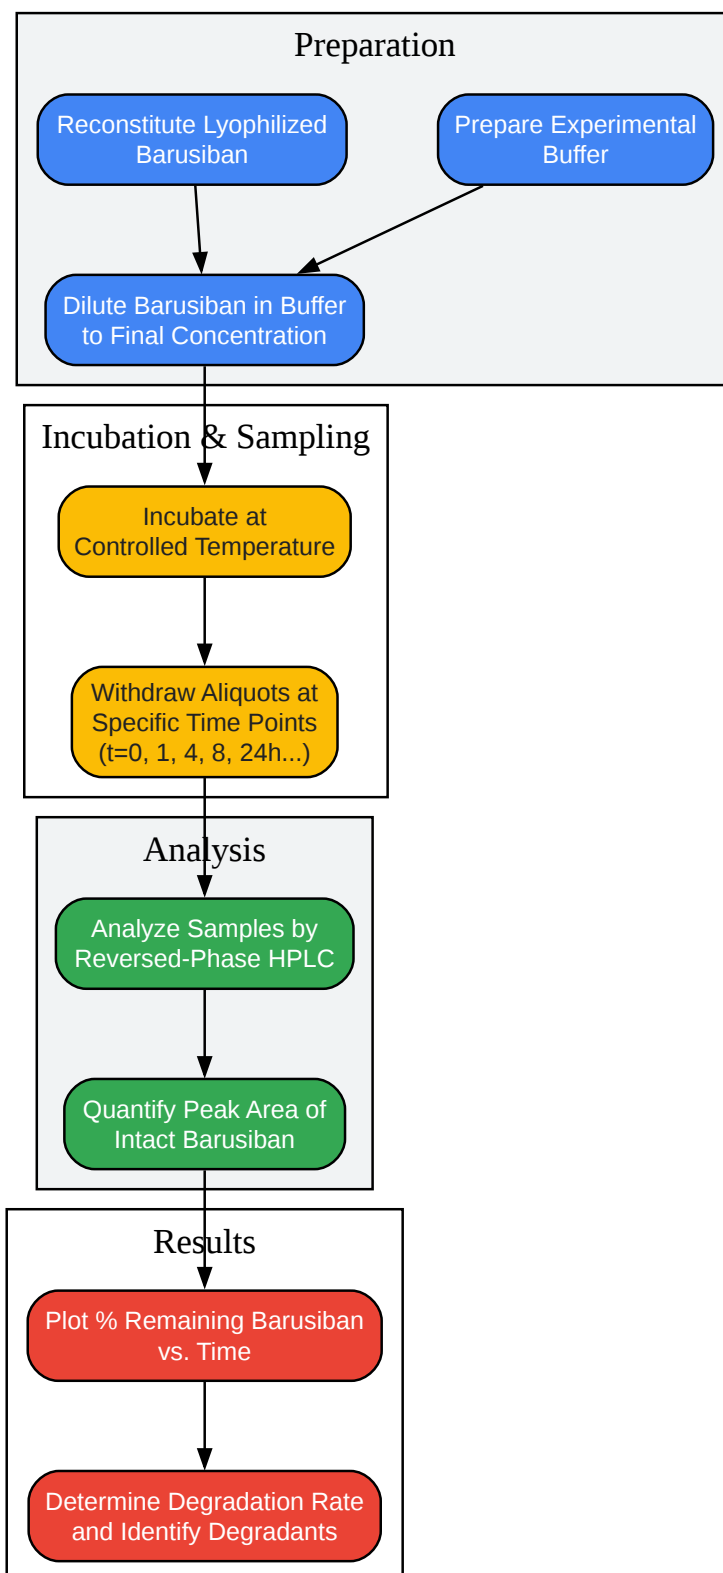 Preparation
Reconstitute Lyophilized
Barusiban
Prepare Experimental
Buffer
Dilute Barusiban in Buffer
to Final Concentration
Incubation & Sampling
Incubate at
Controlled Temperature
Withdraw Aliquots at
Specific Time Points
(t=0, 1, 4, 8, 24h...)
Analysis
Analyze Samples by
Reversed-Phase HPLC
Quantify Peak Area of
Intact Barusiban
Results
Plot % Remaining Barusiban
vs. Time
Determine Degradation Rate
and Identify Degradants